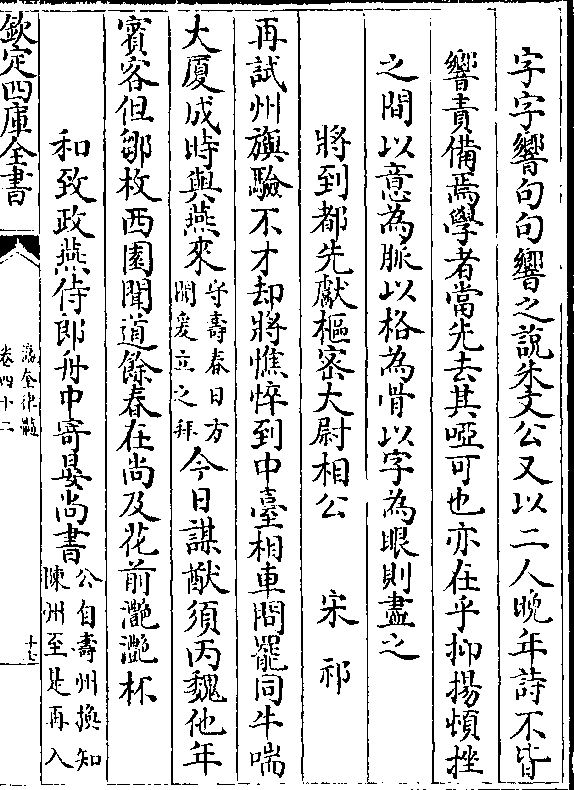 字字響句句響之說朱文公又以二人晚年詩不皆
響責備焉學者當先去其啞可也亦在乎抑揚頓挫
之間以意為脈以格為骨以字為眼則盡之
將到都先獻樞密大尉相公 宋祁
再試州旟驗不才却將憔悴到中臺相車問罷同牛喘
大厦成時與燕來
守壽春日方
聞爰立之拜
今日謀猷須丙魏他年
賓客但鄒枚西園聞道餘春在尚及花前灔灔杯
和致政燕侍郎舟中寄晏尚書
公自壽州換知
陳州至是再入
欽定四庫全書
瀛奎律髓
卷四十二
十七